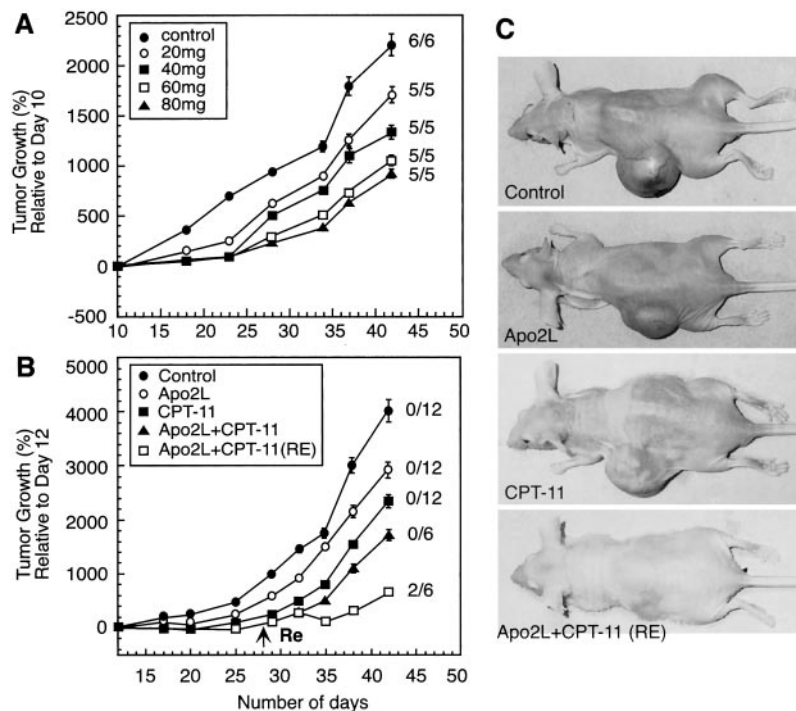 A
control
20mg
40mg
60mg
80mg
6/6
5/5
5/5
5/5
5/5
2500
2000
1500
1000
500
0
-500
Tumor Growth (%)
Relative to Day 10
10 15 20 25 30 35 40 45 50
B
Control
Apo2L
CPT-11
Apo2L+CPT-11
Apo2L+CPT-11(RE)
0/12
0/12
0/12
0/6
2/6
5000
4000
3000
2000
1000
0
Tumor Growth (%)
Relative to Day 12
Re
15 20 25 30 35 40 45 50
Number of days
C
Control
Apo2L
CPT-11
Apo2L+CPT-11 (RE)